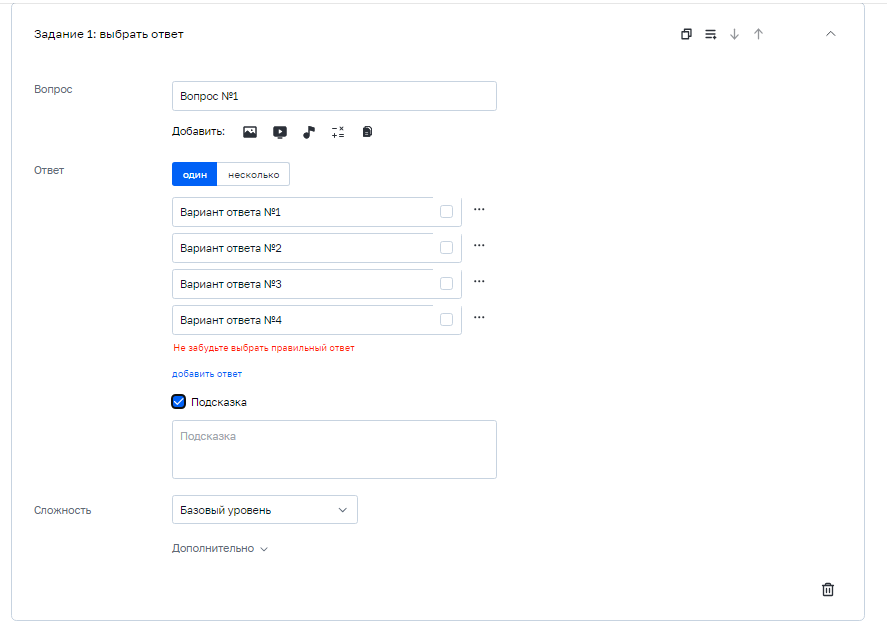 Задание 1: выбрать ответ
Вопрос
Вопрос №1
Добавить:
Ответ
один
несколько
Вариант ответа №1
Вариант ответа №2
Вариант ответа №3
Вариант ответа №4
Не забудьте выбрать правильный ответ
добавить ответ
Подсказка
Подсказка
Сложность
Базовый уровень
Дополнительно